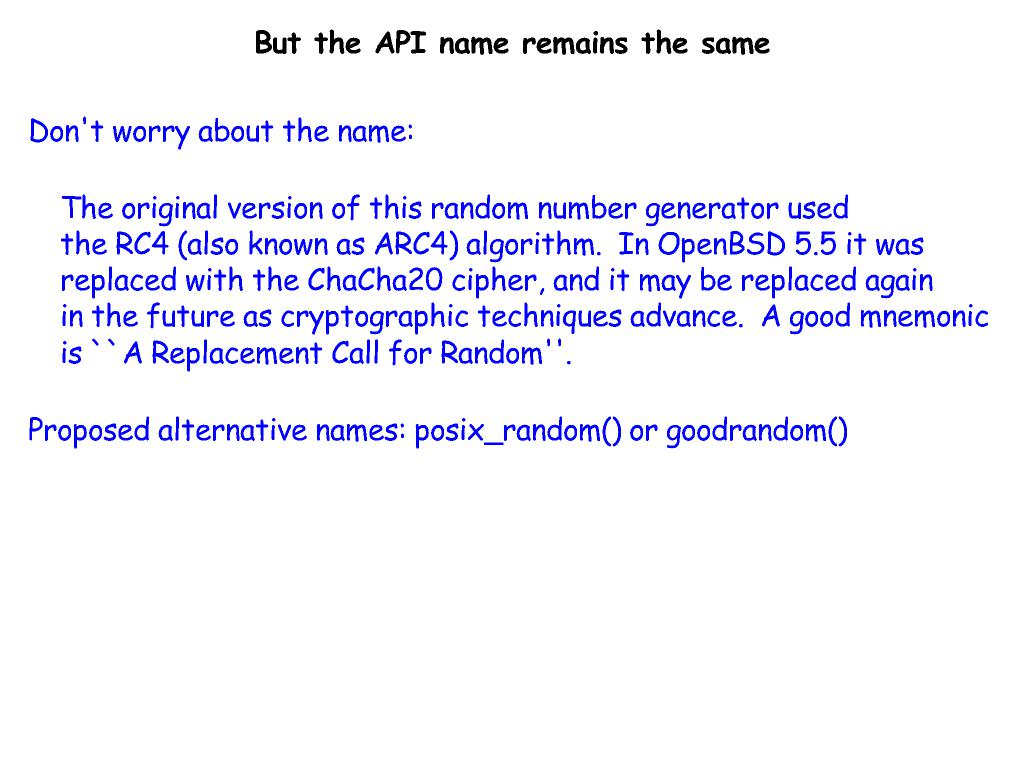 But the API name remains the same
Don't worry about the name:
The original version of this random number generator used
the RC4 (also known as ARC4) algorithm.  In OpenBSD 5.5 it was
replaced with the ChaCha20 cipher, and it may be replaced again
in the future as cryptographic techniques advance.  A good mnemonic
is ``A Replacement Call for Random''.
Proposed alternative names: posix_random() or goodrandom()